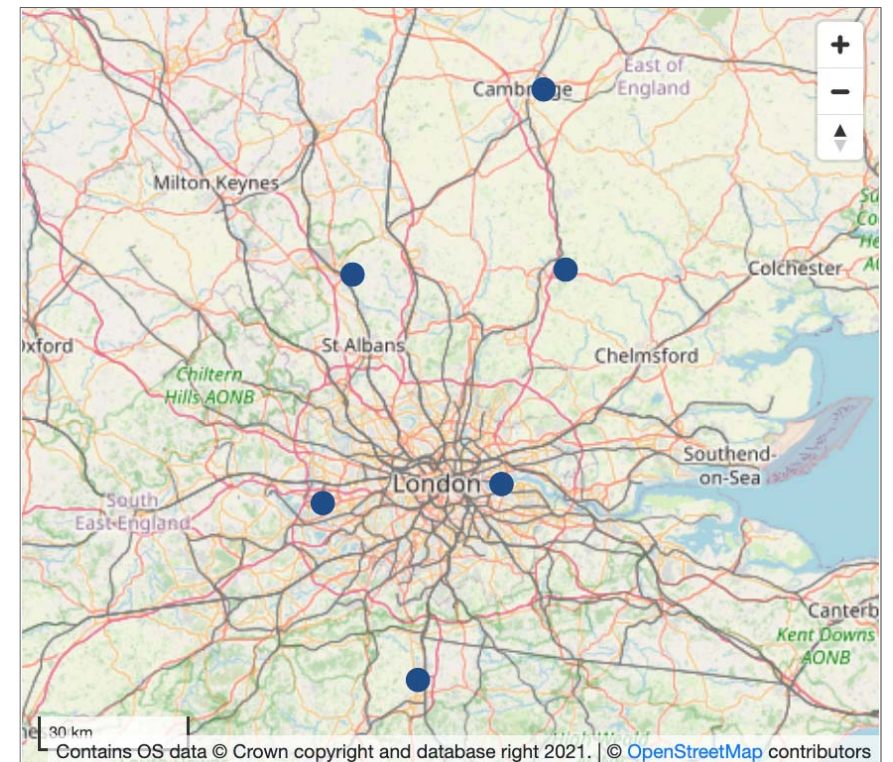 East of
England
Cambridge
Milton Keynes
Colchester
Oxford
St Albans
Chelmsford
Chiltern
Hills AONB
Southend-
on-Sea
London
South
East England
Canterb
Kent Downs
AONB
30 km
Contains OS data © Crown copyright and database right 2021. | © OpenStreetMap contributors